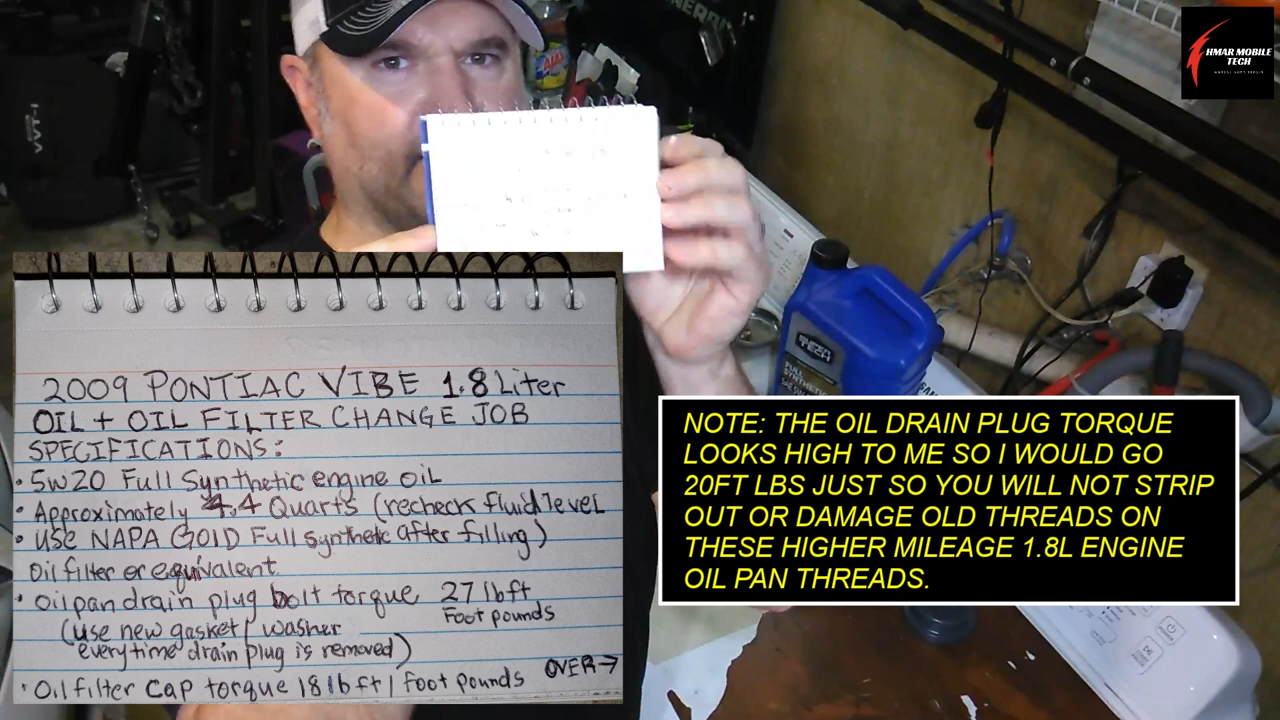 HMAR MOBILE
TECH
VVT-i
2009 PONTIAC VIBE 1.8 Liter
OIL + OIL FILTER CHANGE JOB
SPECIFICATIONS:
• 5W20 Full Synthetic engine oil
• Approximately 4.4 Quarts (recheck fluid level
• Use NAPA GOLD Full synthetic after filling)
Oil filter or equivalent
• Oil pan drain plug bolt torque 27 lbft
Foot pounds
(use new gasket/washer
everytime drain plug is removed)
OVER→
• Oil filter cap torque 18 lb ft / foot pounds
TECH
FULL
NOTE: THE OIL DRAIN PLUG TORQUE
LOOKS HIGH TO ME SO I WOULD GO
20FT LBS JUST SO YOU WILL NOT STRIP
OUT OR DAMAGE OLD THREADS ON
THESE HIGHER MILEAGE 1.8L ENGINE
OIL PAN THREADS.